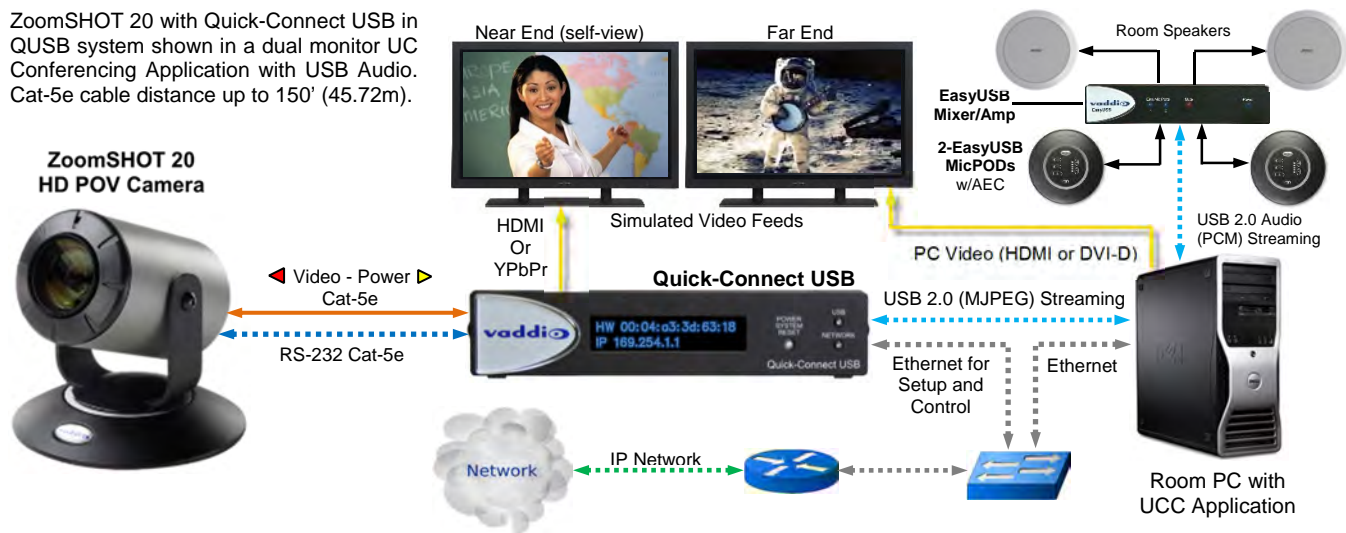 ZoomSHOT 20 with Quick-Connect USB in
QUSB system shown in a dual monitor UC
Conferencing Application with USB Audio.
Cat-5e cable distance up to 150' (45.72m).
Near End (self-view)
Far End
Room Speakers
EasyUSB
Mixer/Amp
vaddio
EasyUSB
2-EasyUSB
MicPODs
w/AEC
ZoomSHOT 20
HD POV Camera
HDMI
Or
YPbPr
Simulated Video Feeds
USB 2.0 Audio
(PCM) Streaming
PC Video (HDMI or DVI-D)
Video - Power
Cat-5e
Quick-Connect USB
USB 2.0 (MJPEG) Streaming
RS-232 Cat-5e
vaddio
HW 00:04:a3:3d:63:18
IP 169.254.1.1
POWER
SYSTEM
RESET
USB
NETWORK
Quick-Connect USB
Ethernet for
Setup and
Control
Ethernet
vaddio
Network
IP Network
Room PC with
UCC Application